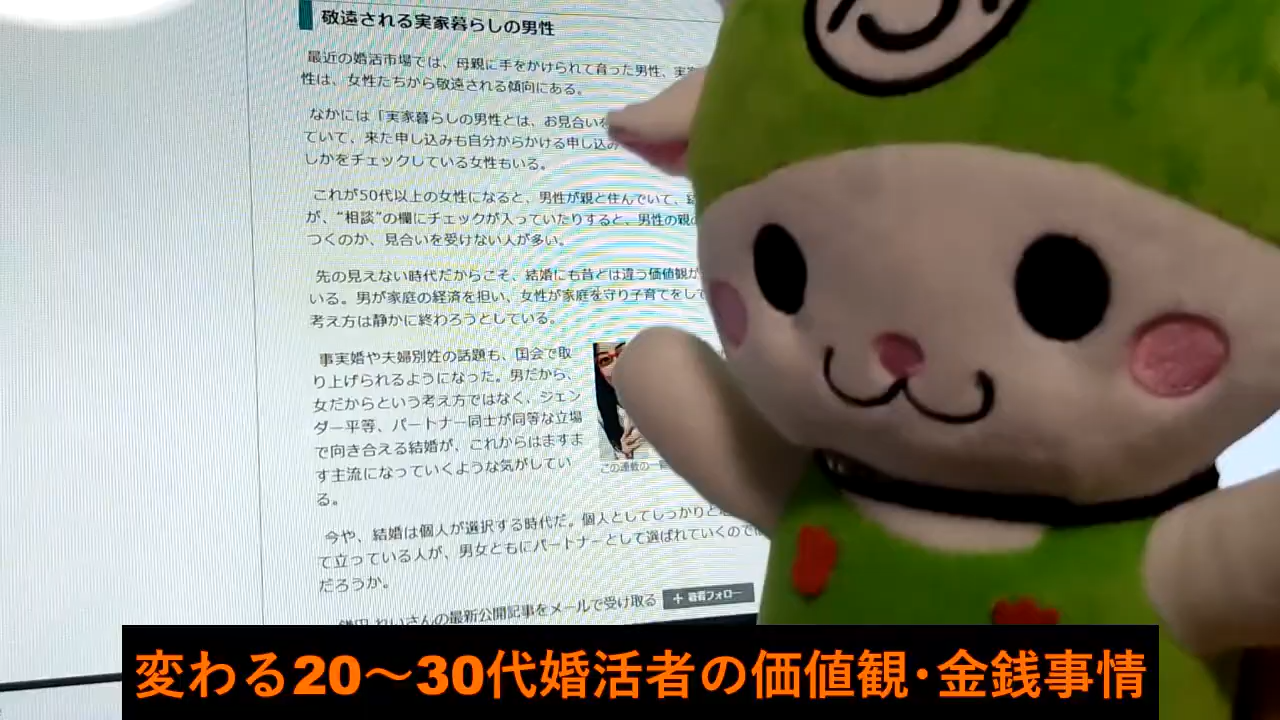 敬遠される実家暮らしの男性
最近の婚活市場では、母親に手をかけられて育った男性、実
性は、女性たちから敬遠される傾向にある。
なかには「実家暮らしの男性とは、お見合いを
ていて、来た申し込みも自分からかける申し込み
しかをチェックしている女性もいる。
これが50代以上の女性になると、男性が親と住んでいて、
が、“相談”の欄にチェックが入っていたりすると、男性の親の
つくのか、見合いを受けない人が多い。
先の見えない時代だからこそ、結婚にも昔とは違う価値観が
いる。男が家庭の経済を担い、女性が家庭を守り子育てをして
考え方は静かに終わろうとしている。
事実婚や夫婦別姓の話題も、国会で取
り上げられるようになった。男だから、
女だからという考え方ではなく、ジェン
ダー平等、パートナー同士が同等な立場
で向き合える結婚が、これからはますま
す主流になっていくような気がしてい
る。
この連載の一
今や、結婚は個人が選択する時代だ。個人としてしっかりと
て立っている人が、男女ともにパートナーとして選ばれていくので
だろうか。
鎌田 れいさんの最新公開記事をメールで受け取る
+ 著者フォロー
変わる20〜30代婚活者の価値観・金銭事情